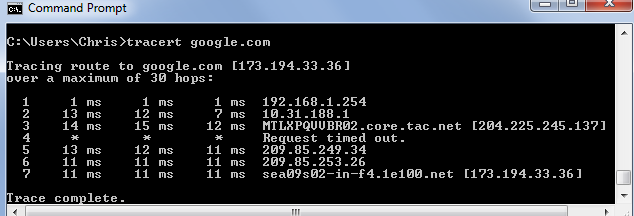 Command Prompt
C:\Users\Chris>tracert google.com
Tracing route to google.com [173.194.33.36]
over a maximum of 30 hops:
1 1 ms 1 ms 1 ms 192.168.1.254
2 13 ms 12 ms 7 ms 10.31.188.1
3 14 ms 15 ms 12 ms MTLXPQVVBR02.core.tac.net [204.225.245.137]
4 * * * Request timed out.
5 13 ms 12 ms 11 ms 209.85.249.34
6 11 ms 11 ms 11 ms 209.85.253.26
7 11 ms 11 ms 11 ms sea09s02-in-f4.1e100.net [173.194.33.36]
Trace complete.